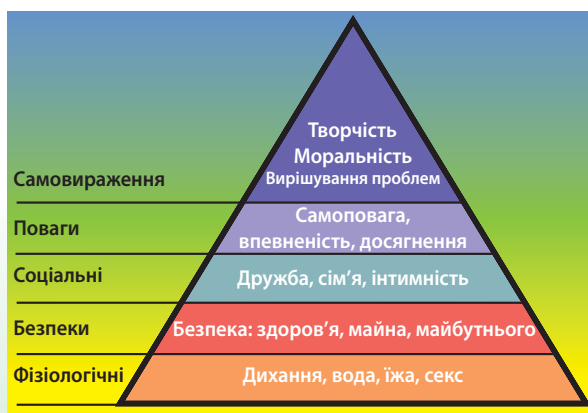 Творчість
Моральність
Самовираження
Вирішування проблем
Поваги
Самоповага,
впевненість, досягнення
Соціальні
Дружба, сім’я, інтимність
Безпеки
Безпека: здоров’я, майна, майбутнього
Фізіологічні
Дихання, вода, їжа, секс